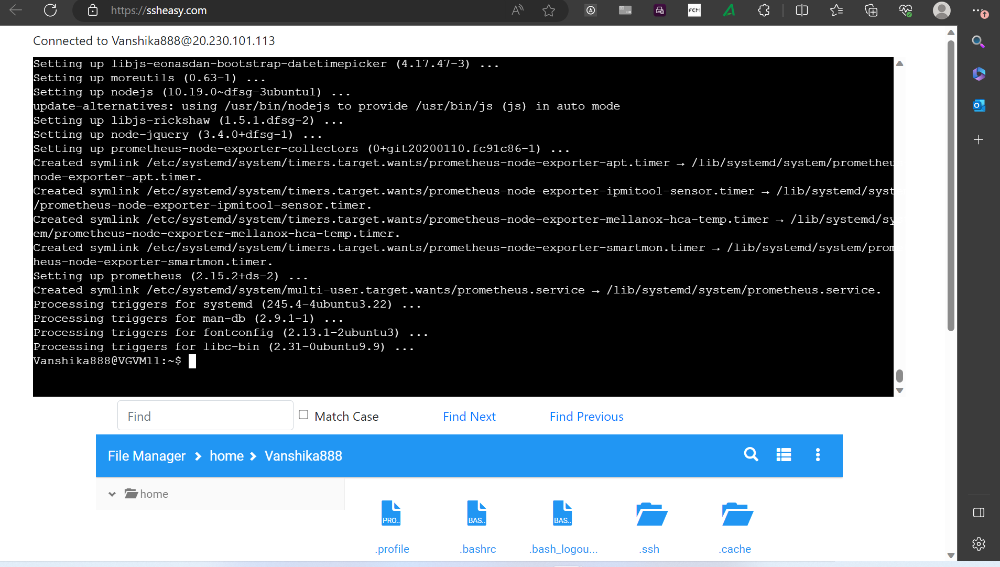 https://ssheasy.com
Connected to Vanshika888@20.230.101.113
Setting up libjs-eonasdan-bootstrap-datetimepicker (4.17.47-3) ...
Setting up moreutils (0.63-1) ...
Setting up nodejs (10.19.0~dfsg-3ubuntu1) ...
update-alternatives: using /usr/bin/nodejs to provide /usr/bin/js (js) in auto mode
Setting up libjs-rickshaw (1.5.1.dfsg-2) ...
Setting up node-jquery (3.4.0+dfsg-1) ...
Setting up prometheus-node-exporter-collectors (0+git20200110.fc91c86-1) ...
Created symlink /etc/systemd/system/timers.target.wants/prometheus-node-exporter-apt.timer → /lib/systemd/system/prometheu
node-exporter-apt.timer.
Created symlink /etc/systemd/system/timers.target.wants/prometheus-node-exporter-ipmitool-sensor.timer → /lib/systemd/syst
/prometheus-node-exporter-ipmitool-sensor.timer.
Created symlink /etc/systemd/system/timers.target.wants/prometheus-node-exporter-mellanox-hca-temp.timer → /lib/systemd/sy
em/prometheus-node-exporter-mellanox-hca-temp.timer.
Created symlink /etc/systemd/system/timers.target.wants/prometheus-node-exporter-smartmon.timer → /lib/systemd/system/prom
heus-node-exporter-smartmon.timer.
Setting up prometheus (2.15.2+ds-2) ...
Created symlink /etc/systemd/system/multi-user.target.wants/prometheus.service → /lib/systemd/system/prometheus.service.
Processing triggers for systemd (245.4-4ubuntu3.22) ...
Processing triggers for man-db (2.9.1-1) ...
Processing triggers for fontconfig (2.13.1-2ubuntu3) ...
Processing triggers for libc-bin (2.31-0ubuntu9.9) ...
Vanshika888@VGVM11:~$
Find Match Case Find Next Find Previous
File Manager > home > Vanshika888
home
PRO.. BAS.. BAS..
.profile .bashrc .bash_logou... .ssh .cache